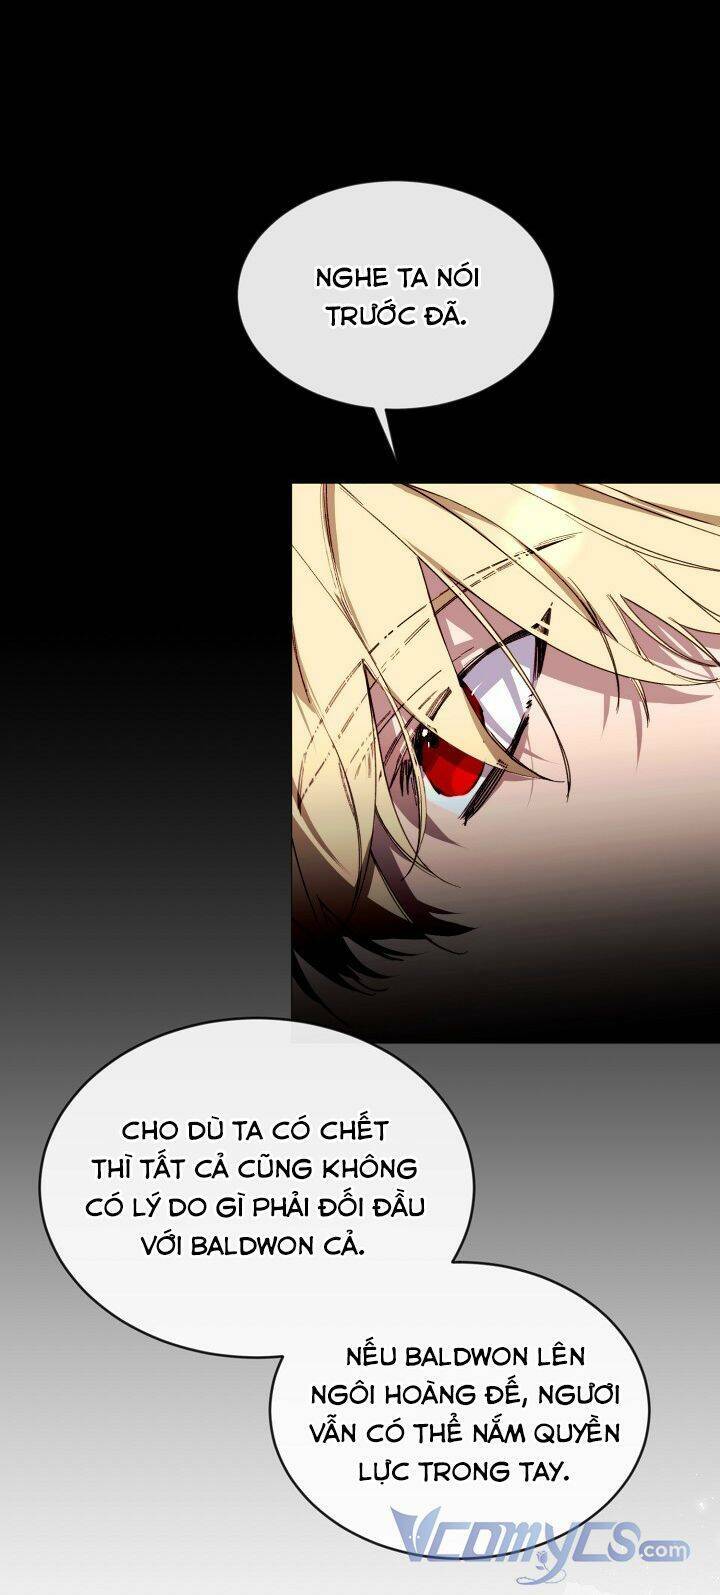 NGHE TA NÓI
TRƯỚC ĐÃ.
CHO DÙ TA CÓ CHẾT
THÌ TẤT CẢ CŨNG KHÔNG
CÓ LÝ DO GÌ PHẢI ĐỐI ĐẦU
VỚI BALDWON CẢ.
NẾU BALDWON LÊN
NGÔI HOÀNG ĐẾ, NGƯƠI
VẪN CÓ THỂ NẮM QUYỀN
LỰC TRONG TAY.
VCOMYCS.com